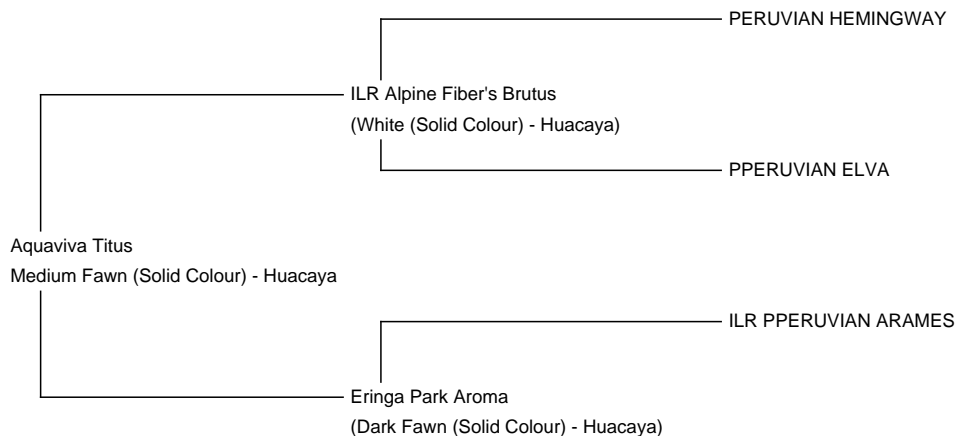 PERUVIAN HEMINGWAY
ILR Alpine Fiber's Brutus
(White (Solid Colour) - Huacaya)
PPERUVIAN ELVA
Aquaviva Titus
Medium Fawn (Solid Colour) - Huacaya
ILR PPERUVIAN ARAMES
Eringa Park Aroma
(Dark Fawn (Solid Colour) - Huacaya)